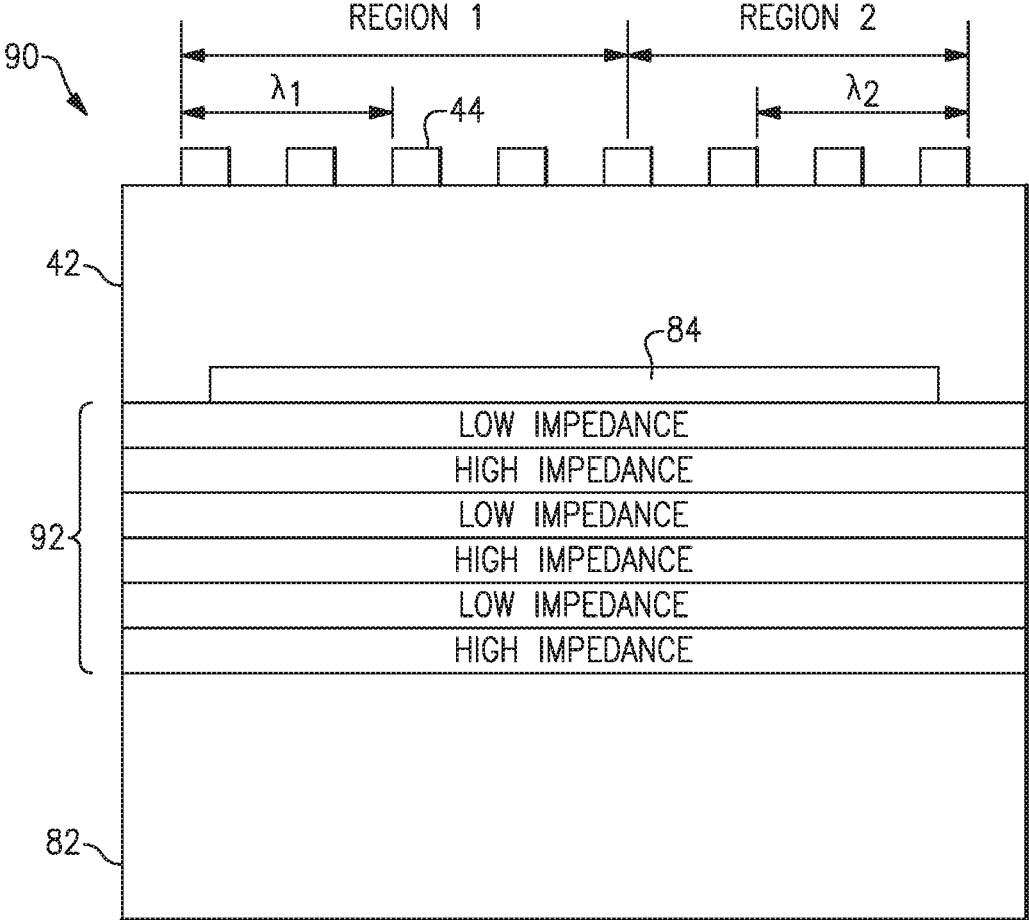 REGION 1
REGION 2
90
λ1
λ2
44
42
84
LOW IMPEDANCE
HIGH IMPEDANCE
LOW IMPEDANCE
92
HIGH IMPEDANCE
LOW IMPEDANCE
HIGH IMPEDANCE
82